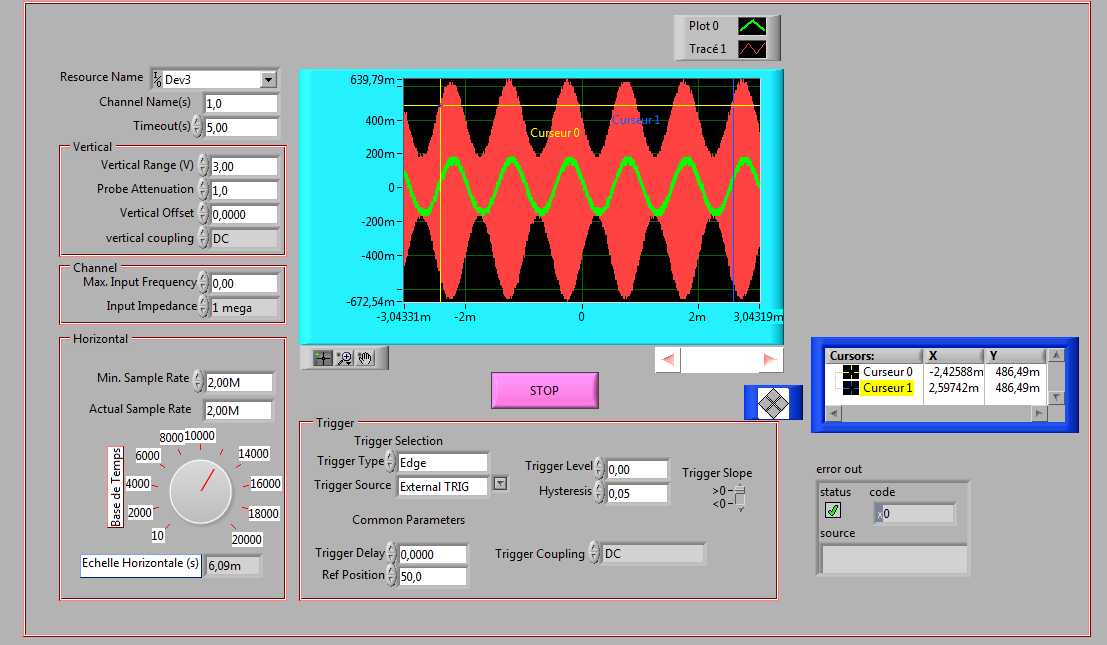 Plot 0
Tracé 1
Resource Name Dev3
Channel Name(s) 1,0
Timeout(s) 5,00
Vertical
Vertical Range (V) 3,00
Probe Attenuation 1,0
Vertical Offset 0,0000
vertical coupling DC
Channel
Max. Input Frequency 0,00
Input Impedance 1 mega
Horizontal
Min. Sample Rate 2,00M
Actual Sample Rate 2,00M
Base de Temps
10
2000
4000
6000
8000
10000
14000
16000
18000
20000
Echelle Horizontale (s) 6,09m
639,79m
400m
200m
0
-200m
-400m
-672,54m
-3,04331m
-2m
0
2m
3,04319m
Curseur 0
Curseur 1
STOP
Trigger
Trigger Selection
Trigger Type Edge
Trigger Source External TRIG
Trigger Level 0,00
Hysteresis 0,05
Trigger Slope
>0
<0
Common Parameters
Trigger Delay 0,0000
Ref Position 50,0
Trigger Coupling DC
Cursors: X Y
Curseur 0 -2,42588m 486,49m
Curseur 1 2,59742m 486,49m
error out
status code
x0
source